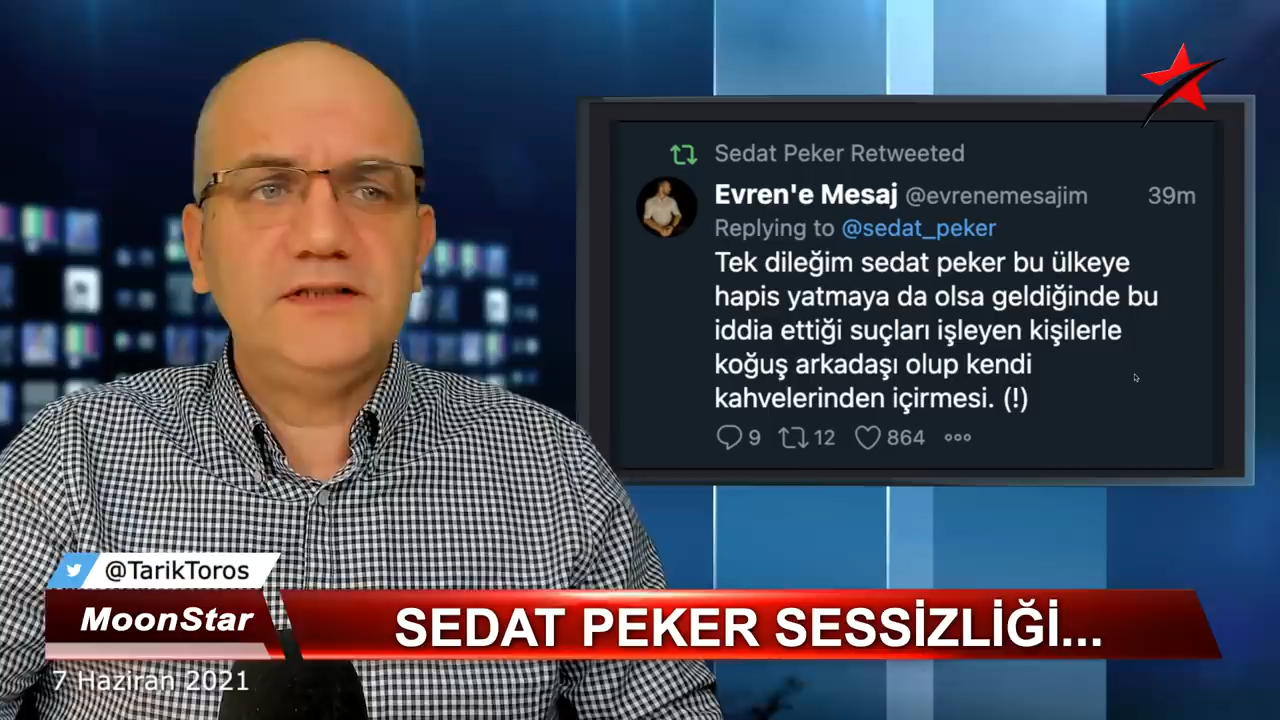 Sedat Peker Retweeted
Evren'e Mesaj @evrenemesajim 39m
Replying to @sedat_peker
Tek dileğim sedat peker bu ülkeye
hapis yatmaya da olsa geldiğinde bu
iddia ettiği suçları işleyen kişilerle
koğuş arkadaşı olup kendi
kahvelerinden içirmesi. (!)
9 12 864
@TarikToros
MoonStar
SEDAT PEKER SESSİZLİĞİ...
7 Haziran 2021